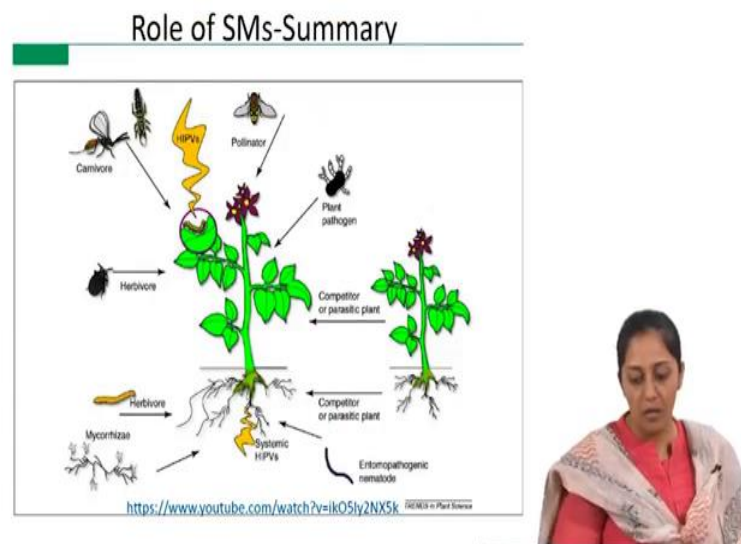 Role of SMs-Summary
HIPVs
Pollinator
Carnivore
Plant
pathogen
Herbivore
Competitor
or parasitic plant
Herbivore
Competitor
or parasitic plant
Mycorrhizae
Systemic
HIPVs
Entomopathogenic
nematode
https://www.youtube.com/watch?v=ikO5ly2NX5k
TRENDS in Plant Science